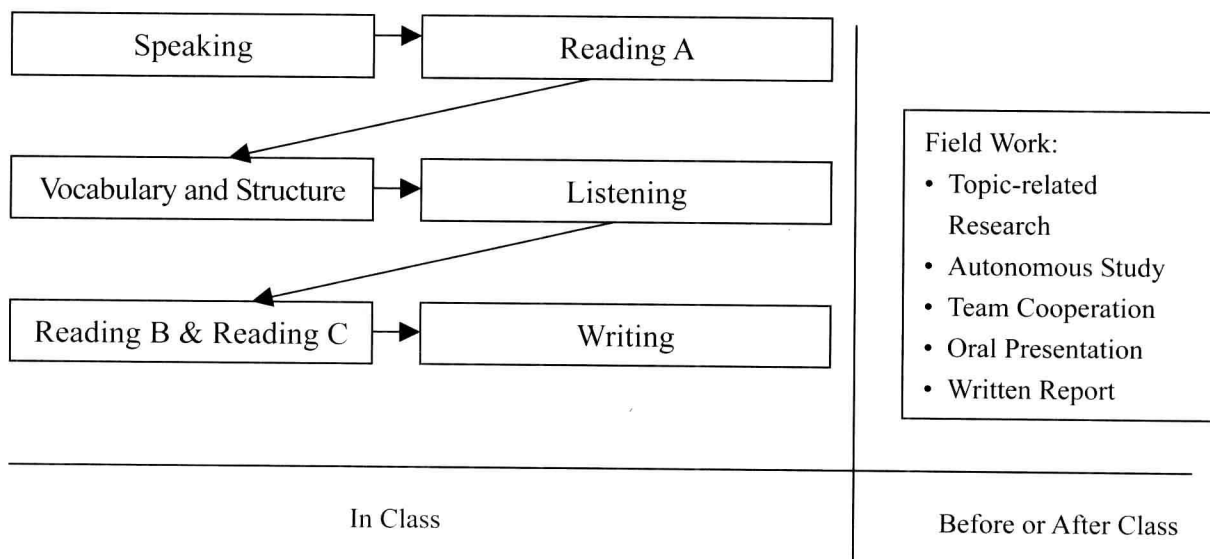 Speaking
Reading A
Vocabulary and Structure
Listening
Reading B & Reading C
Writing
Field Work:
• Topic-related
Research
• Autonomous Study
• Team Cooperation
• Oral Presentation
• Written Report
In Class
Before or After Class